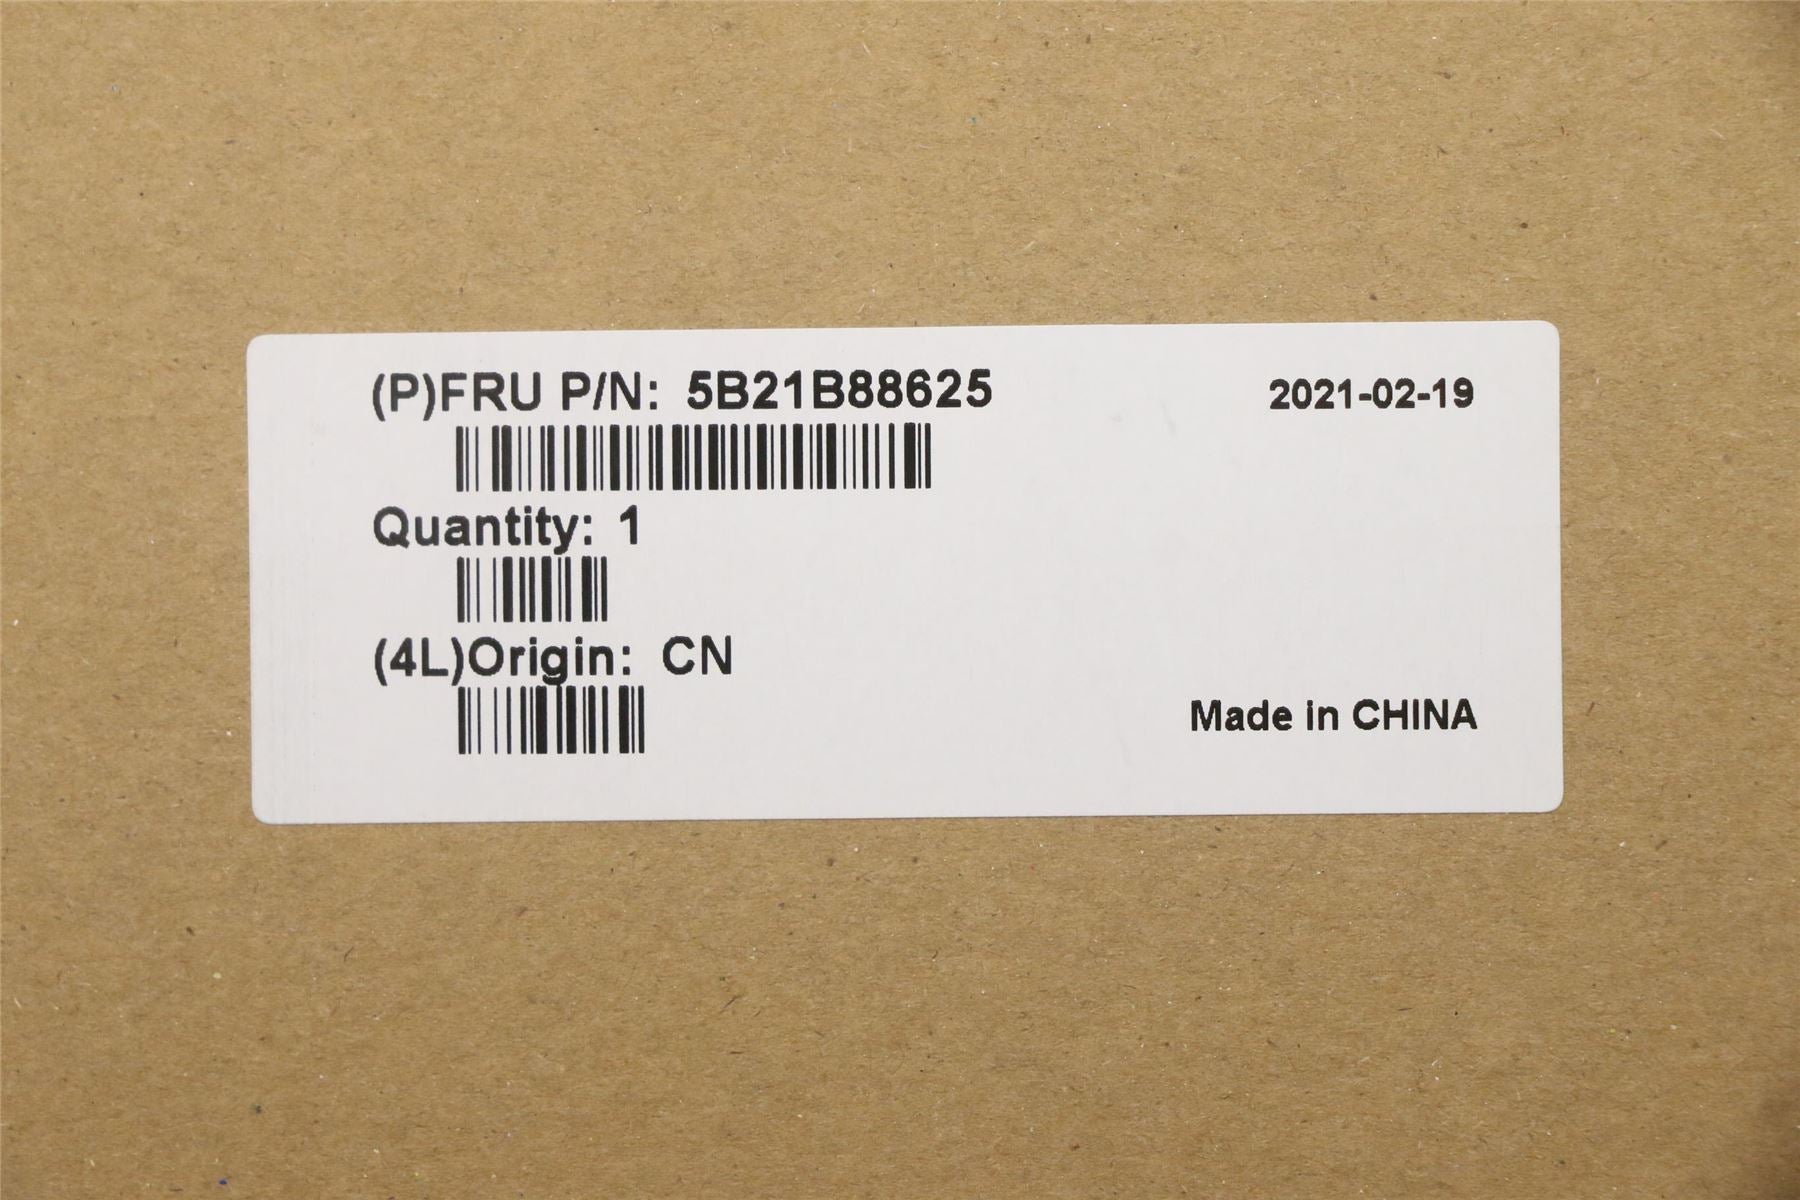 (P)FRU P/N: 5B21B88625
2021-02-19
Quantity: 1
(4L)Origin: CN
Made in CHINA